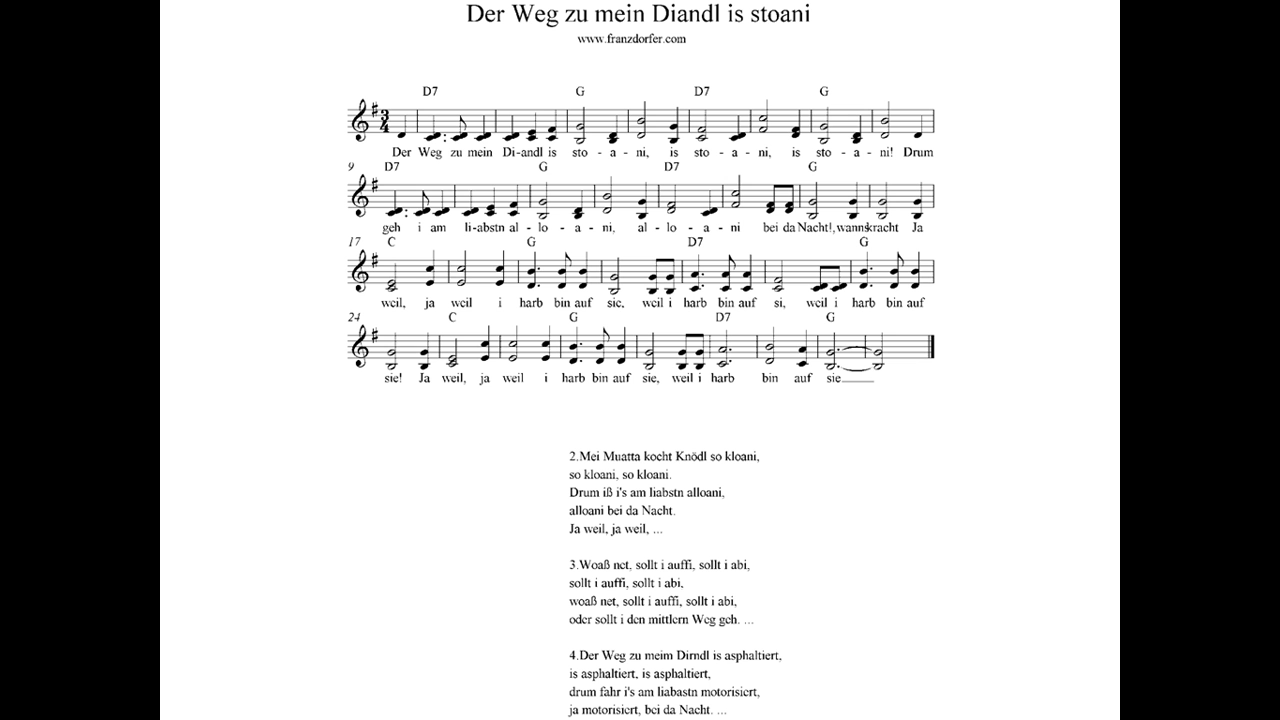 Der Weg zu mein Diandl is stoani
www.franzdorfer.com
D7 G D7 G
3
4
Der Weg zu mein Di-andl is sto - a - ni, is sto - a - ni, is sto - a - ni! Drum
9 D7 G D7 G
geh i am li-abstn al - lo - a - ni, al - lo - a - ni bei da Nacht!,wannskracht Ja
17 C G D7 G
weil, ja weil i harb bin auf sie, weil i harb bin auf si, weil i harb bin auf
24 C G D7 G
sie! Ja weil, ja weil i harb bin auf sie, weil i harb bin auf sie
2.Mei Muatta kocht Knödl so kloani,
so kloani, so kloani.
Drum iß i's am liabstn alloani,
alloani bei da Nacht.
Ja weil, ja weil, ...
3.Woaß net, sollt i auffi, sollt i abi,
sollt i auffi, sollt i abi,
woaß net, sollt i auffi, sollt i abi,
oder sollt i den mittlern Weg geh. ...
4.Der Weg zu meim Dirndl is asphaltiert,
is asphaltiert, is asphaltiert,
drum fahr i's am liabastn motorisiert,
ja motorisiert, bei da Nacht. ...